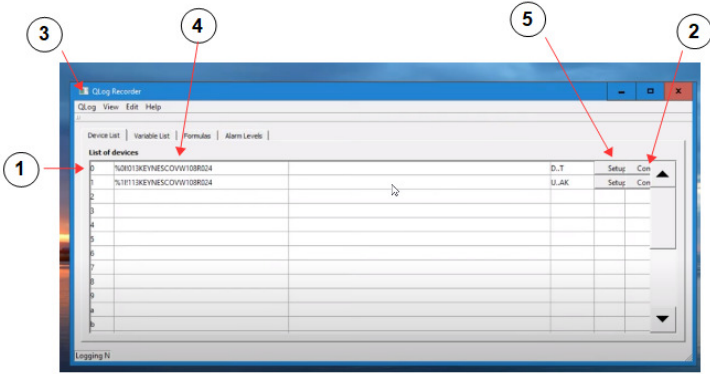 3
4
5
2
1
QLog Recorder
QLog View Edit Help
Device List Variable List Formulas Alarm Levels
List of devices
0 %0I!013KEYNESCOVW108R024 D..T Setup Con
1 %1I!113KEYNESCOVW108R024 U..AK Setup Con
2
3
4
5
6
7
8
9
a
b
Logging N